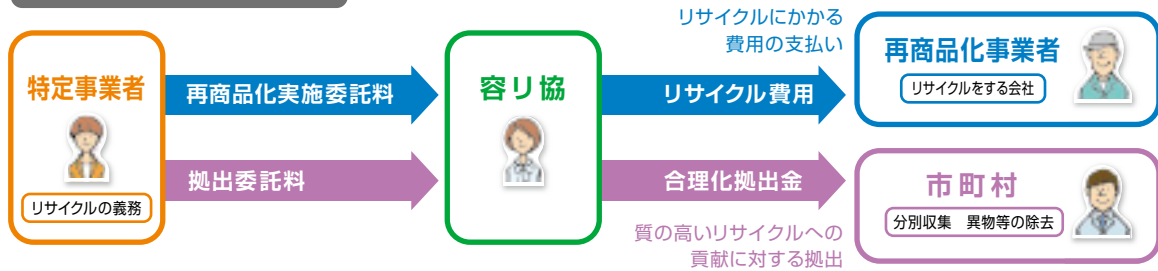 特定事業者
リサイクルの義務
再商品化実施委託料
拠出委託料
容リ協
リサイクルにかかる
費用の支払い
リサイクル費用
合理化拠出金
質の高いリサイクルへの
貢献に対する拠出
再商品化事業者
リサイクルをする会社
市町村
分別収集　異物等の除去